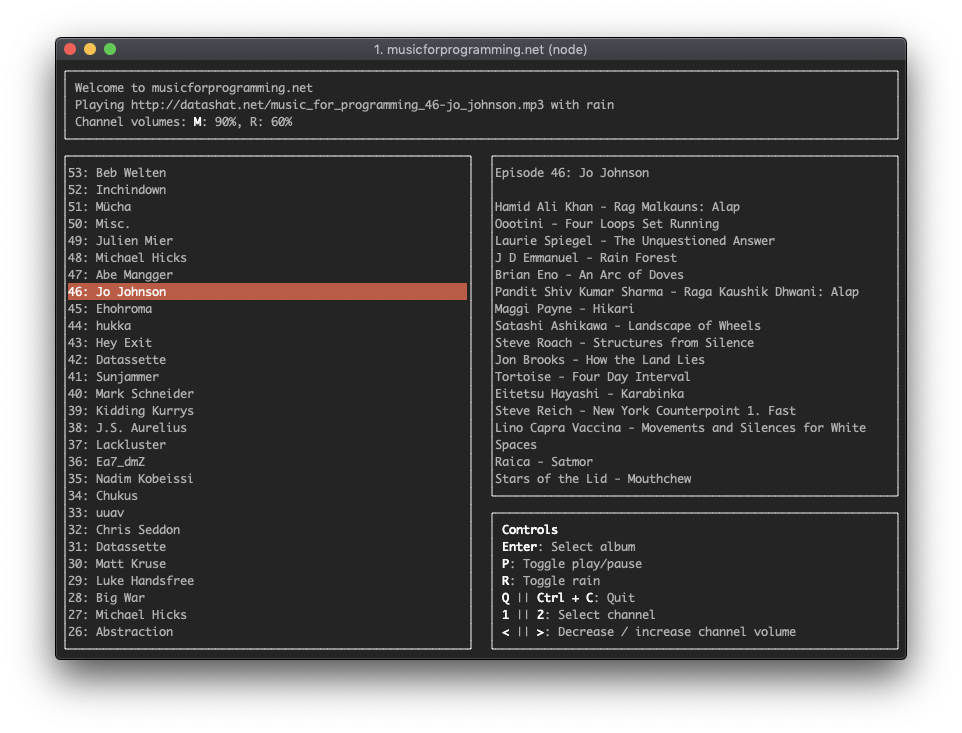 1. musicforprogramming.net (node)
Welcome to musicforprogramming.net
Playing http://datashat.net/music_for_programming_46-jo_johnson.mp3 with rain
Channel volumes: M: 90%, R: 60%
53: Beb Welten
52: Inchindown
51: Mücha
50: Misc.
49: Julien Mier
48: Michael Hicks
47: Abe Mangger
46: Jo Johnson
45: Ehohroma
44: hukka
43: Hey Exit
42: Datassette
41: Sunjammer
40: Mark Schneider
39: Kidding Kurrys
38: J.S. Aurelius
37: Lackluster
36: Ea7_dmZ
35: Nadim Kobeissi
34: Chukus
33: uuav
32: Chris Seddon
31: Datassette
30: Matt Kruse
29: Luke Handsfree
28: Big War
27: Michael Hicks
26: Abstraction
Episode 46: Jo Johnson
Hamid Ali Khan - Rag Malkauns: Alap
Oootini - Four Loops Set Running
Laurie Spiegel - The Unquestioned Answer
J D Emmanuel - Rain Forest
Brian Eno - An Arc of Doves
Pandit Shiv Kumar Sharma - Raga Kaushik Dhwani: Alap
Maggi Payne - Hikari
Satashi Ashikawa - Landscape of Wheels
Steve Roach - Structures from Silence
Jon Brooks - How the Land Lies
Tortoise - Four Day Interval
Eitetsu Hayashi - Karabinka
Steve Reich - New York Counterpoint 1. Fast
Lino Capra Vaccina - Movements and Silences for White
Spaces
Raica - Satmor
Stars of the Lid - Mouthchew
Controls
Enter: Select album
P: Toggle play/pause
R: Toggle rain
Q || Ctrl + C: Quit
1 || 2: Select channel
< || >: Decrease / increase channel volume